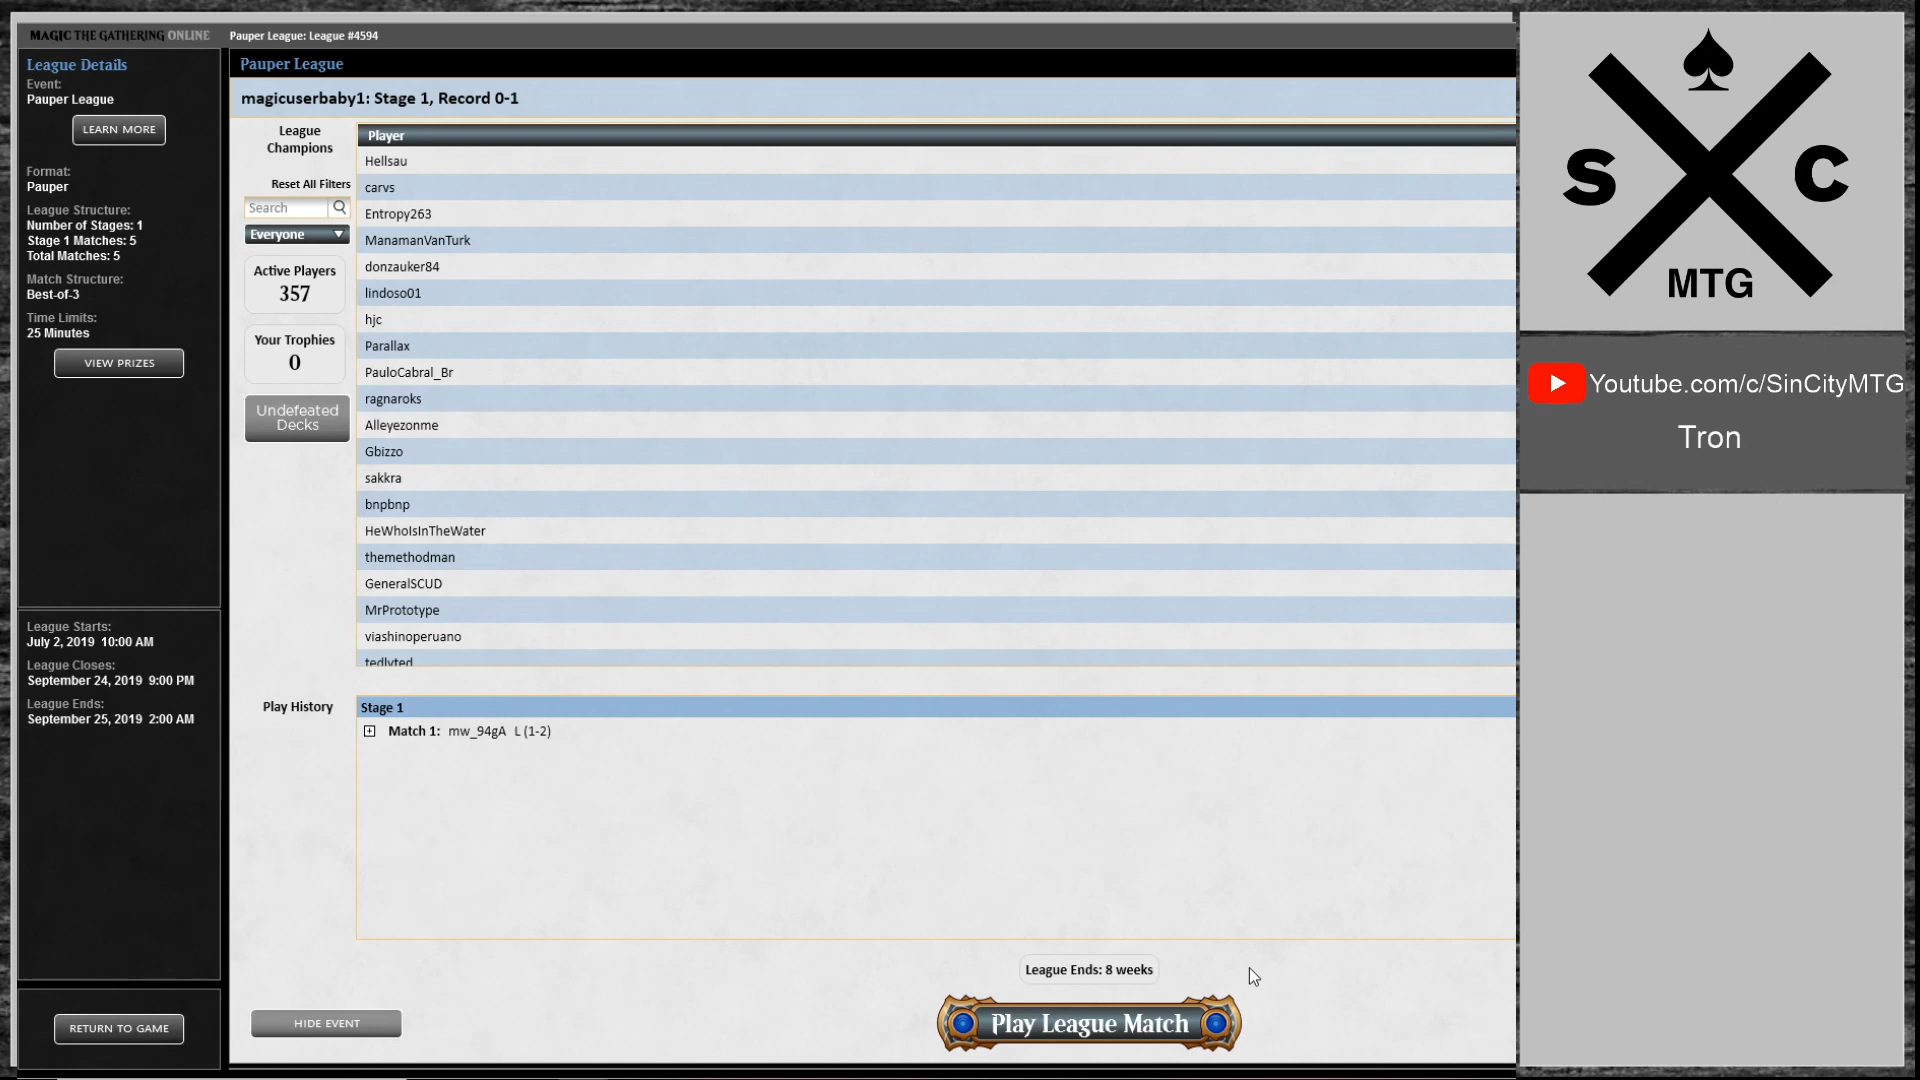 MAGIC THE GATHERING ONLINE
Pauper League: League #4594
League Details
Event:
Pauper League
LEARN MORE
Format:
Pauper
League Structure:
Number of Stages: 1
Stage 1 Matches: 5
Total Matches: 5
Match Structure:
Best-of-3
Time Limits:
25 Minutes
VIEW PRIZES
League Starts:
July 2, 2019 10:00 AM
League Closes:
September 24, 2019 9:00 PM
League Ends:
September 25, 2019 2:00 AM
RETURN TO GAME
Pauper League
magicuserbaby1: Stage 1, Record 0-1
League
Champions
Reset All Filters
Search
Everyone
Active Players
357
Your Trophies
0
Undefeated
Decks
Player
Hellsau
carvs
Entropy263
ManamanVanTurk
donzauker84
lindoso01
hjc
Parallax
PauloCabral_Br
ragnaroks
Alleyezonme
Gbizzo
sakkra
bnpbnp
HeWhoIsInTheWater
themethodman
GeneralSCUD
MrPrototype
viashinoperuano
tedlyted
Play History
Stage 1
Match 1: mw_94gA L (1-2)
League Ends: 8 weeks
HIDE EVENT
Play League Match
S C
MTG
Youtube.com/c/SinCityMTG
Tron